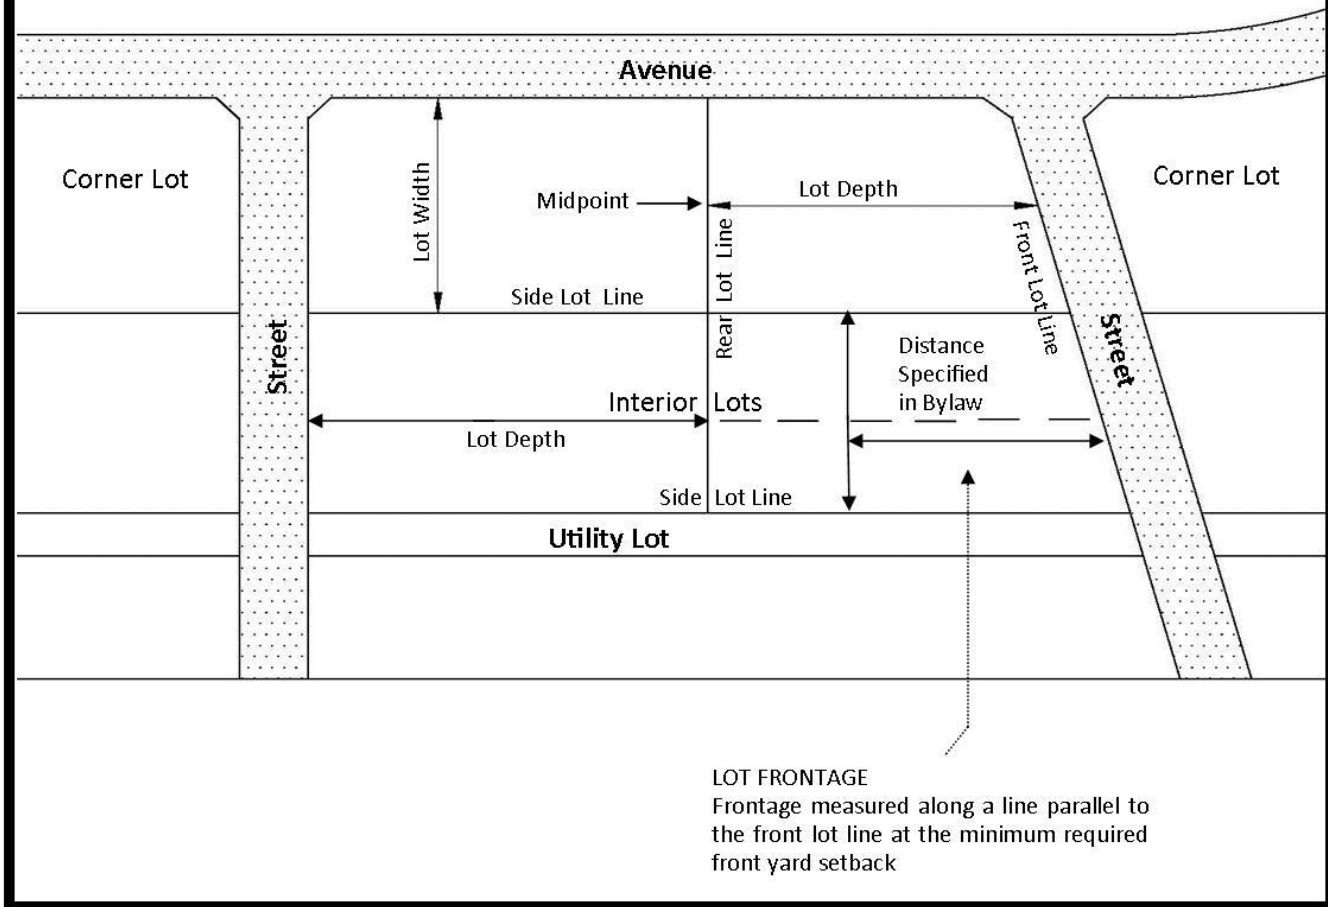 Avenue
Corner Lot
Corner Lot
Lot Width
Midpoint
Lot Depth
Rear Lot Line
Front Lot Line
Side Lot Line
Street
Street
Distance
Specified
in Bylaw
Interior Lots
Lot Depth
Side Lot Line
Utility Lot
LOT FRONTAGE
Frontage measured along a line parallel to
the front lot line at the minimum required
front yard setback